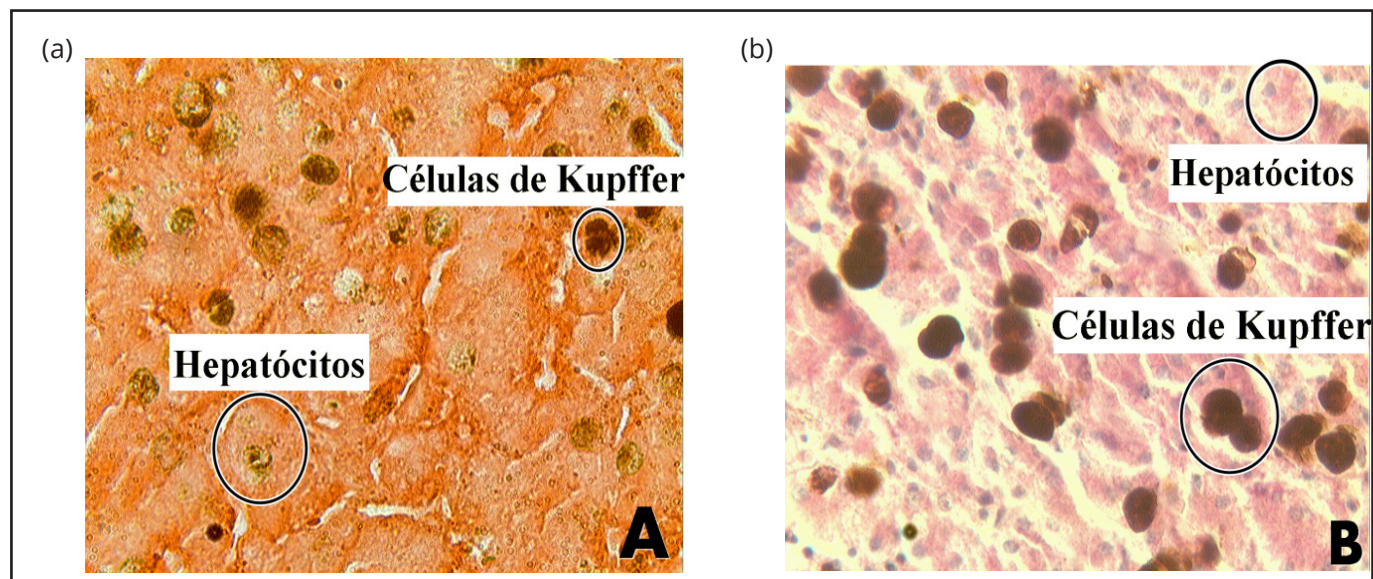 (a)
(b)
Células de Kupffer
Hepatócitos
A
Hepatócitos
Células de Kupffer
B